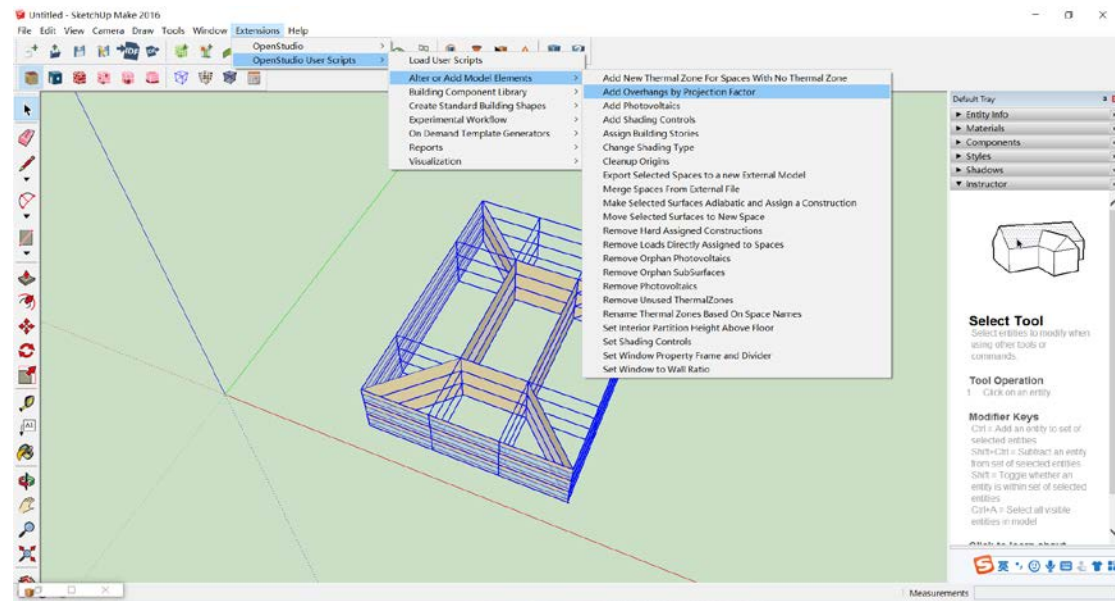 Untitled - SketchUp Make 2016
File Edit View Camera Draw Tools Window Extensions Help
OpenStudio
OpenStudio User Scripts
Load User Scripts
Alter or Add Model Elements
Building Component Library
Create Standard Building Shapes
Experimental Workflow
On Demand Template Generators
Reports
Visualization
Add New Thermal Zone For Spaces With No Thermal Zone
Add Overhangs by Projection Factor
Add Photovoltaics
Add Shading Controls
Assign Building Stories
Change Shading Type
Cleanup Origins
Export Selected Spaces to a new External Model
Merge Spaces From External File
Make Selected Surfaces Adiabatic and Assign a Construction
Move Selected Surfaces to New Space
Remove Hard Assigned Constructions
Remove Loads Directly Assigned to Spaces
Remove Orphan Photovoltaics
Remove Orphan SubSurfaces
Remove Photovoltaics
Remove Unused ThermalZones
Rename Thermal Zones Based On Space Names
Set Interior Partition Height Above Floor
Set Shading Controls
Set Window Property Frame and Divider
Set Window to Wall Ratio
Default Tray
Entity Info
Materials
Components
Styles
Shadows
Instructor
Select Tool
Select entities to modify when
using other tools or
commands.
Tool Operation
1 Click on an entity
Modifier Keys
Ctrl = Add an entity to set of
selected entities
Shift+Ctrl = Subtract an entity
from set of selected entities
Shift = Toggle whether an
entity is within set of selected
entities
Ctrl+A = Select all visible
entities in model
英
Measurements